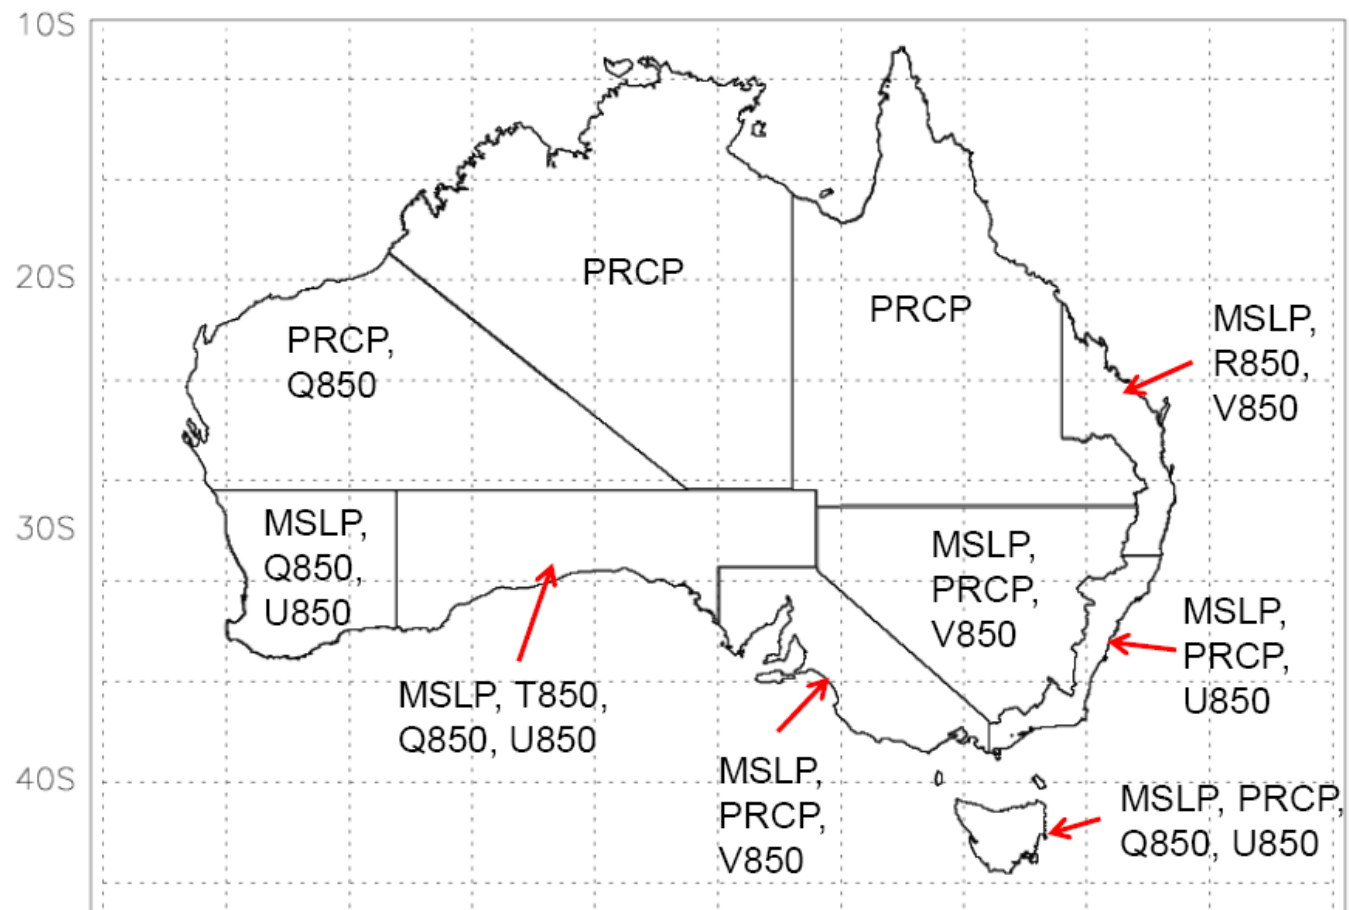 10S
PRCP
20S
PRCP
PRCP,
Q850
MSLP,
R850,
V850
30S
MSLP,
Q850,
U850
MSLP,
PRCP,
V850
MSLP,
PRCP,
U850
MSLP, T850,
Q850, U850
MSLP,
PRCP,
V850
40S
MSLP, PRCP,
Q850, U850